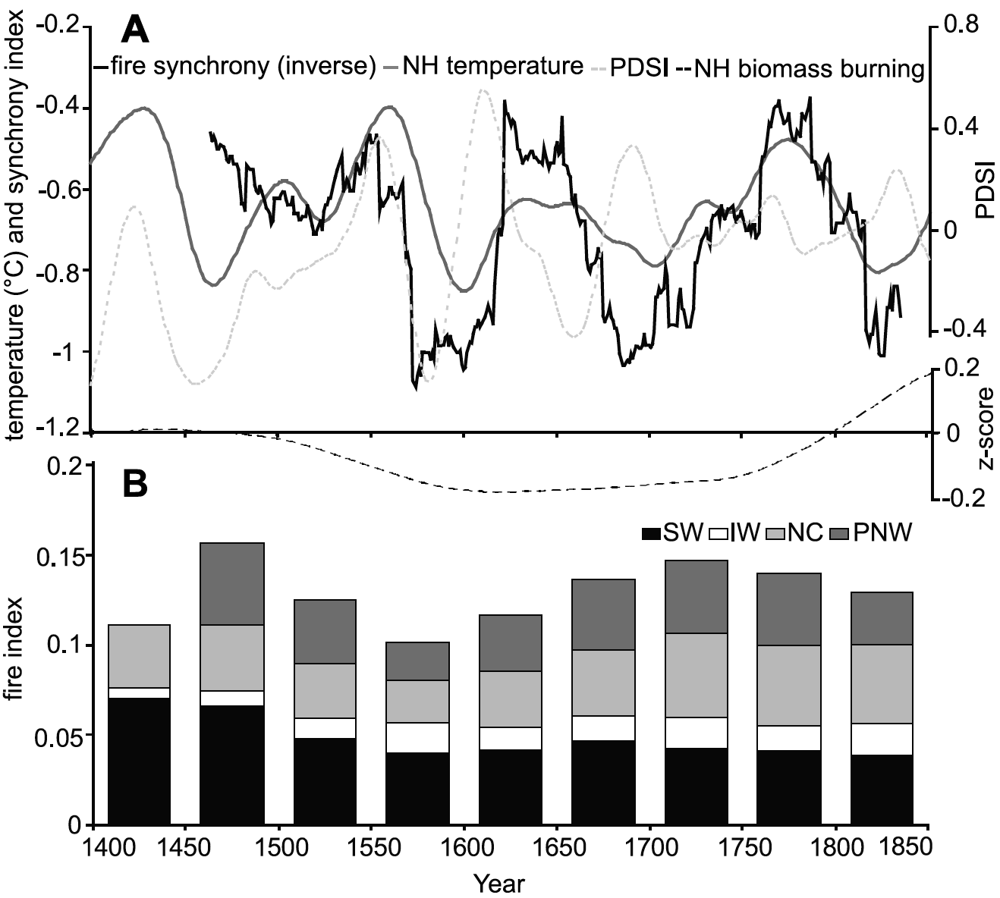 A
fire synchrony (inverse) NH temperature PDSI NH biomass burning
temperature (°C) and synchrony index
-0.2
-0.4
-0.6
-0.8
-1
-1.2
0.8
0.4
0
-0.4
PDSI
0.2
0
-0.2
z-score
B
SW IW NC PNW
fire index
0.2
0.15
0.1
0.05
0
1400 1450 1500 1550 1600 1650 1700 1750 1800 1850
Year